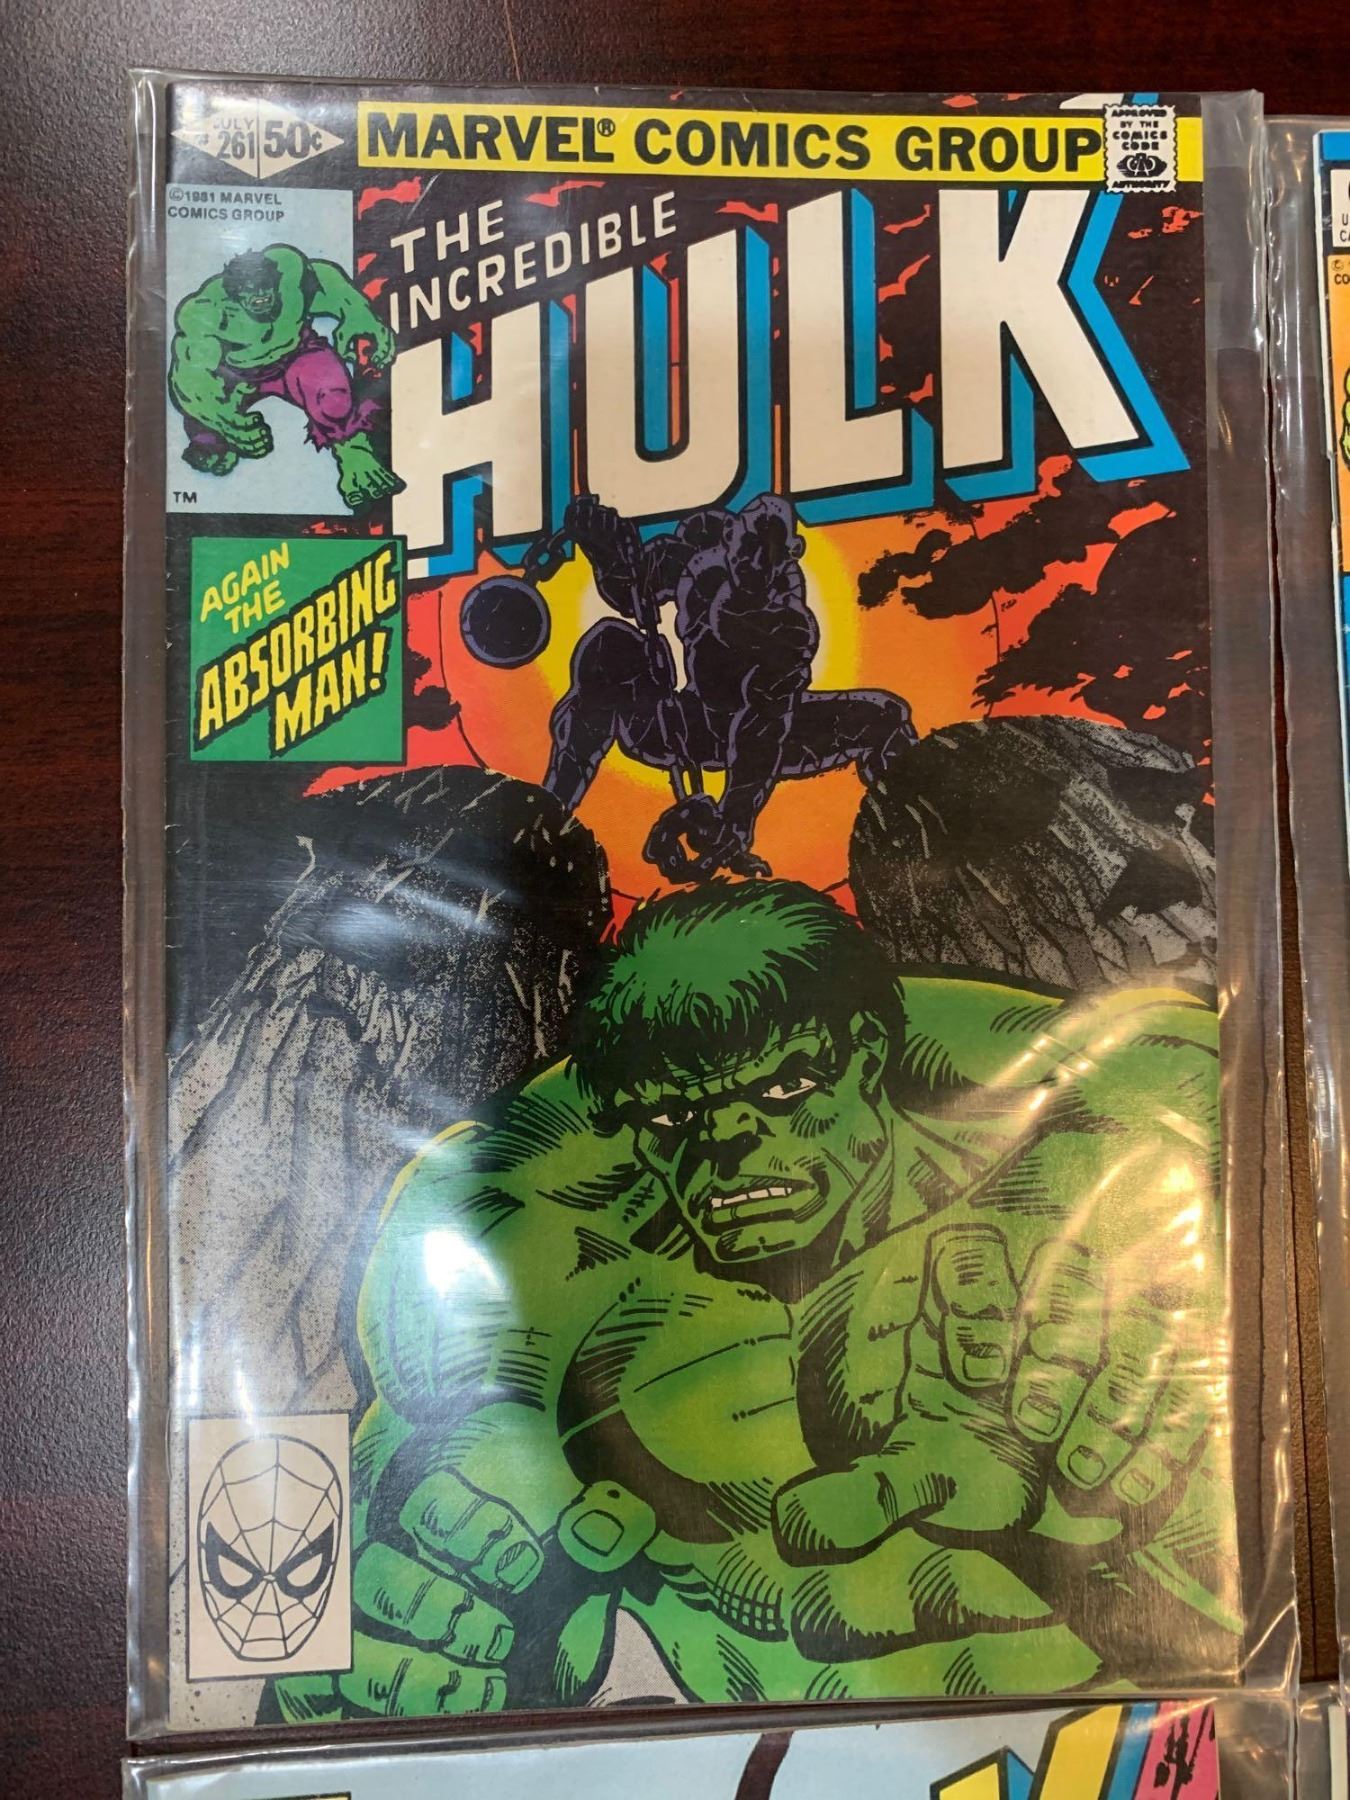 JULY
261
50¢
MARVEL® COMICS GROUP
APPROVED
BY THE
COMICS
CODE
AUTHORITY
©1981 MARVEL
COMICS GROUP
THE
INCREDIBLE
HULK
TM
AGAIN
THE
ABSORBING
MAN!